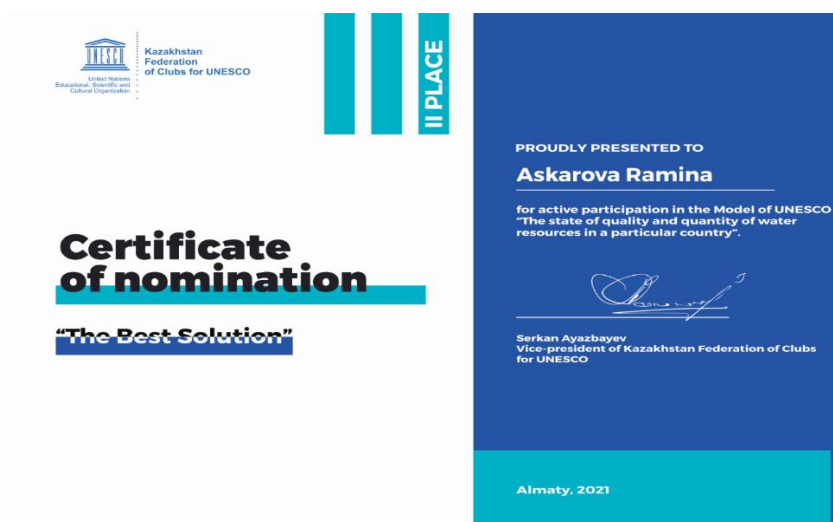 UNESCO
United Nations
Educational, Scientific and
Cultural Organization
Kazakhstan
Federation
of Clubs for UNESCO
II PLACE
Certificate
of nomination
“The Best Solution”
PROUDLY PRESENTED TO
Askarova Ramina
for active participation in the Model of UNESCO
"The state of quality and quantity of water
resources in a particular country".
Serkan Ayazbayev
Vice-president of Kazakhstan Federation of Clubs
for UNESCO
Almaty, 2021